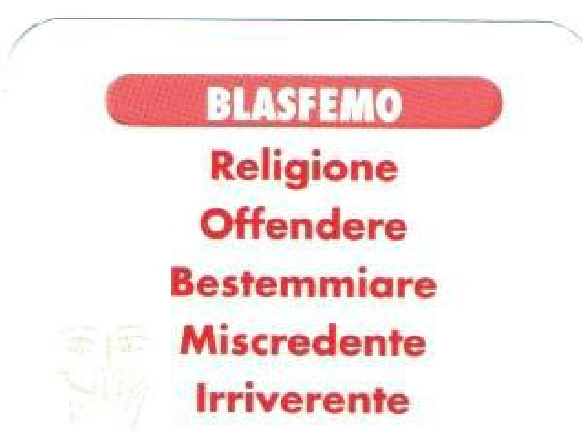 BLASFEMO
Religione
Offendere
Bestemmiare
Miscredente
Irriverente